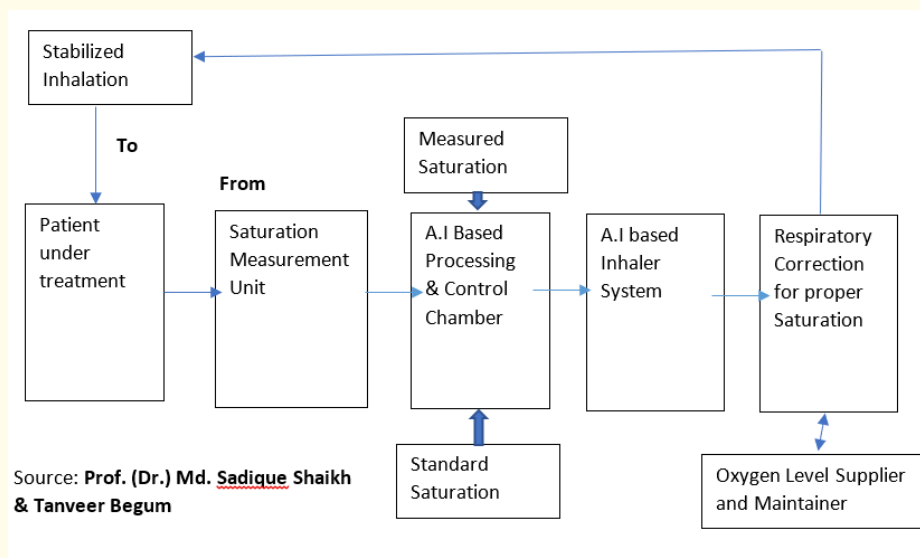 Stabilized
Inhalation
To
Measured
Saturation
From
Patient
under
treatment
Saturation
Measurement
Unit
A.I Based
Processing
& Control
Chamber
A.I based
Inhaler
System
Respiratory
Correction
for proper
Saturation
Standard
Saturation
Oxygen Level Supplier
and Maintainer
Source: Prof. (Dr.) Md. Sadique Shaikh
& Tanveer Begum